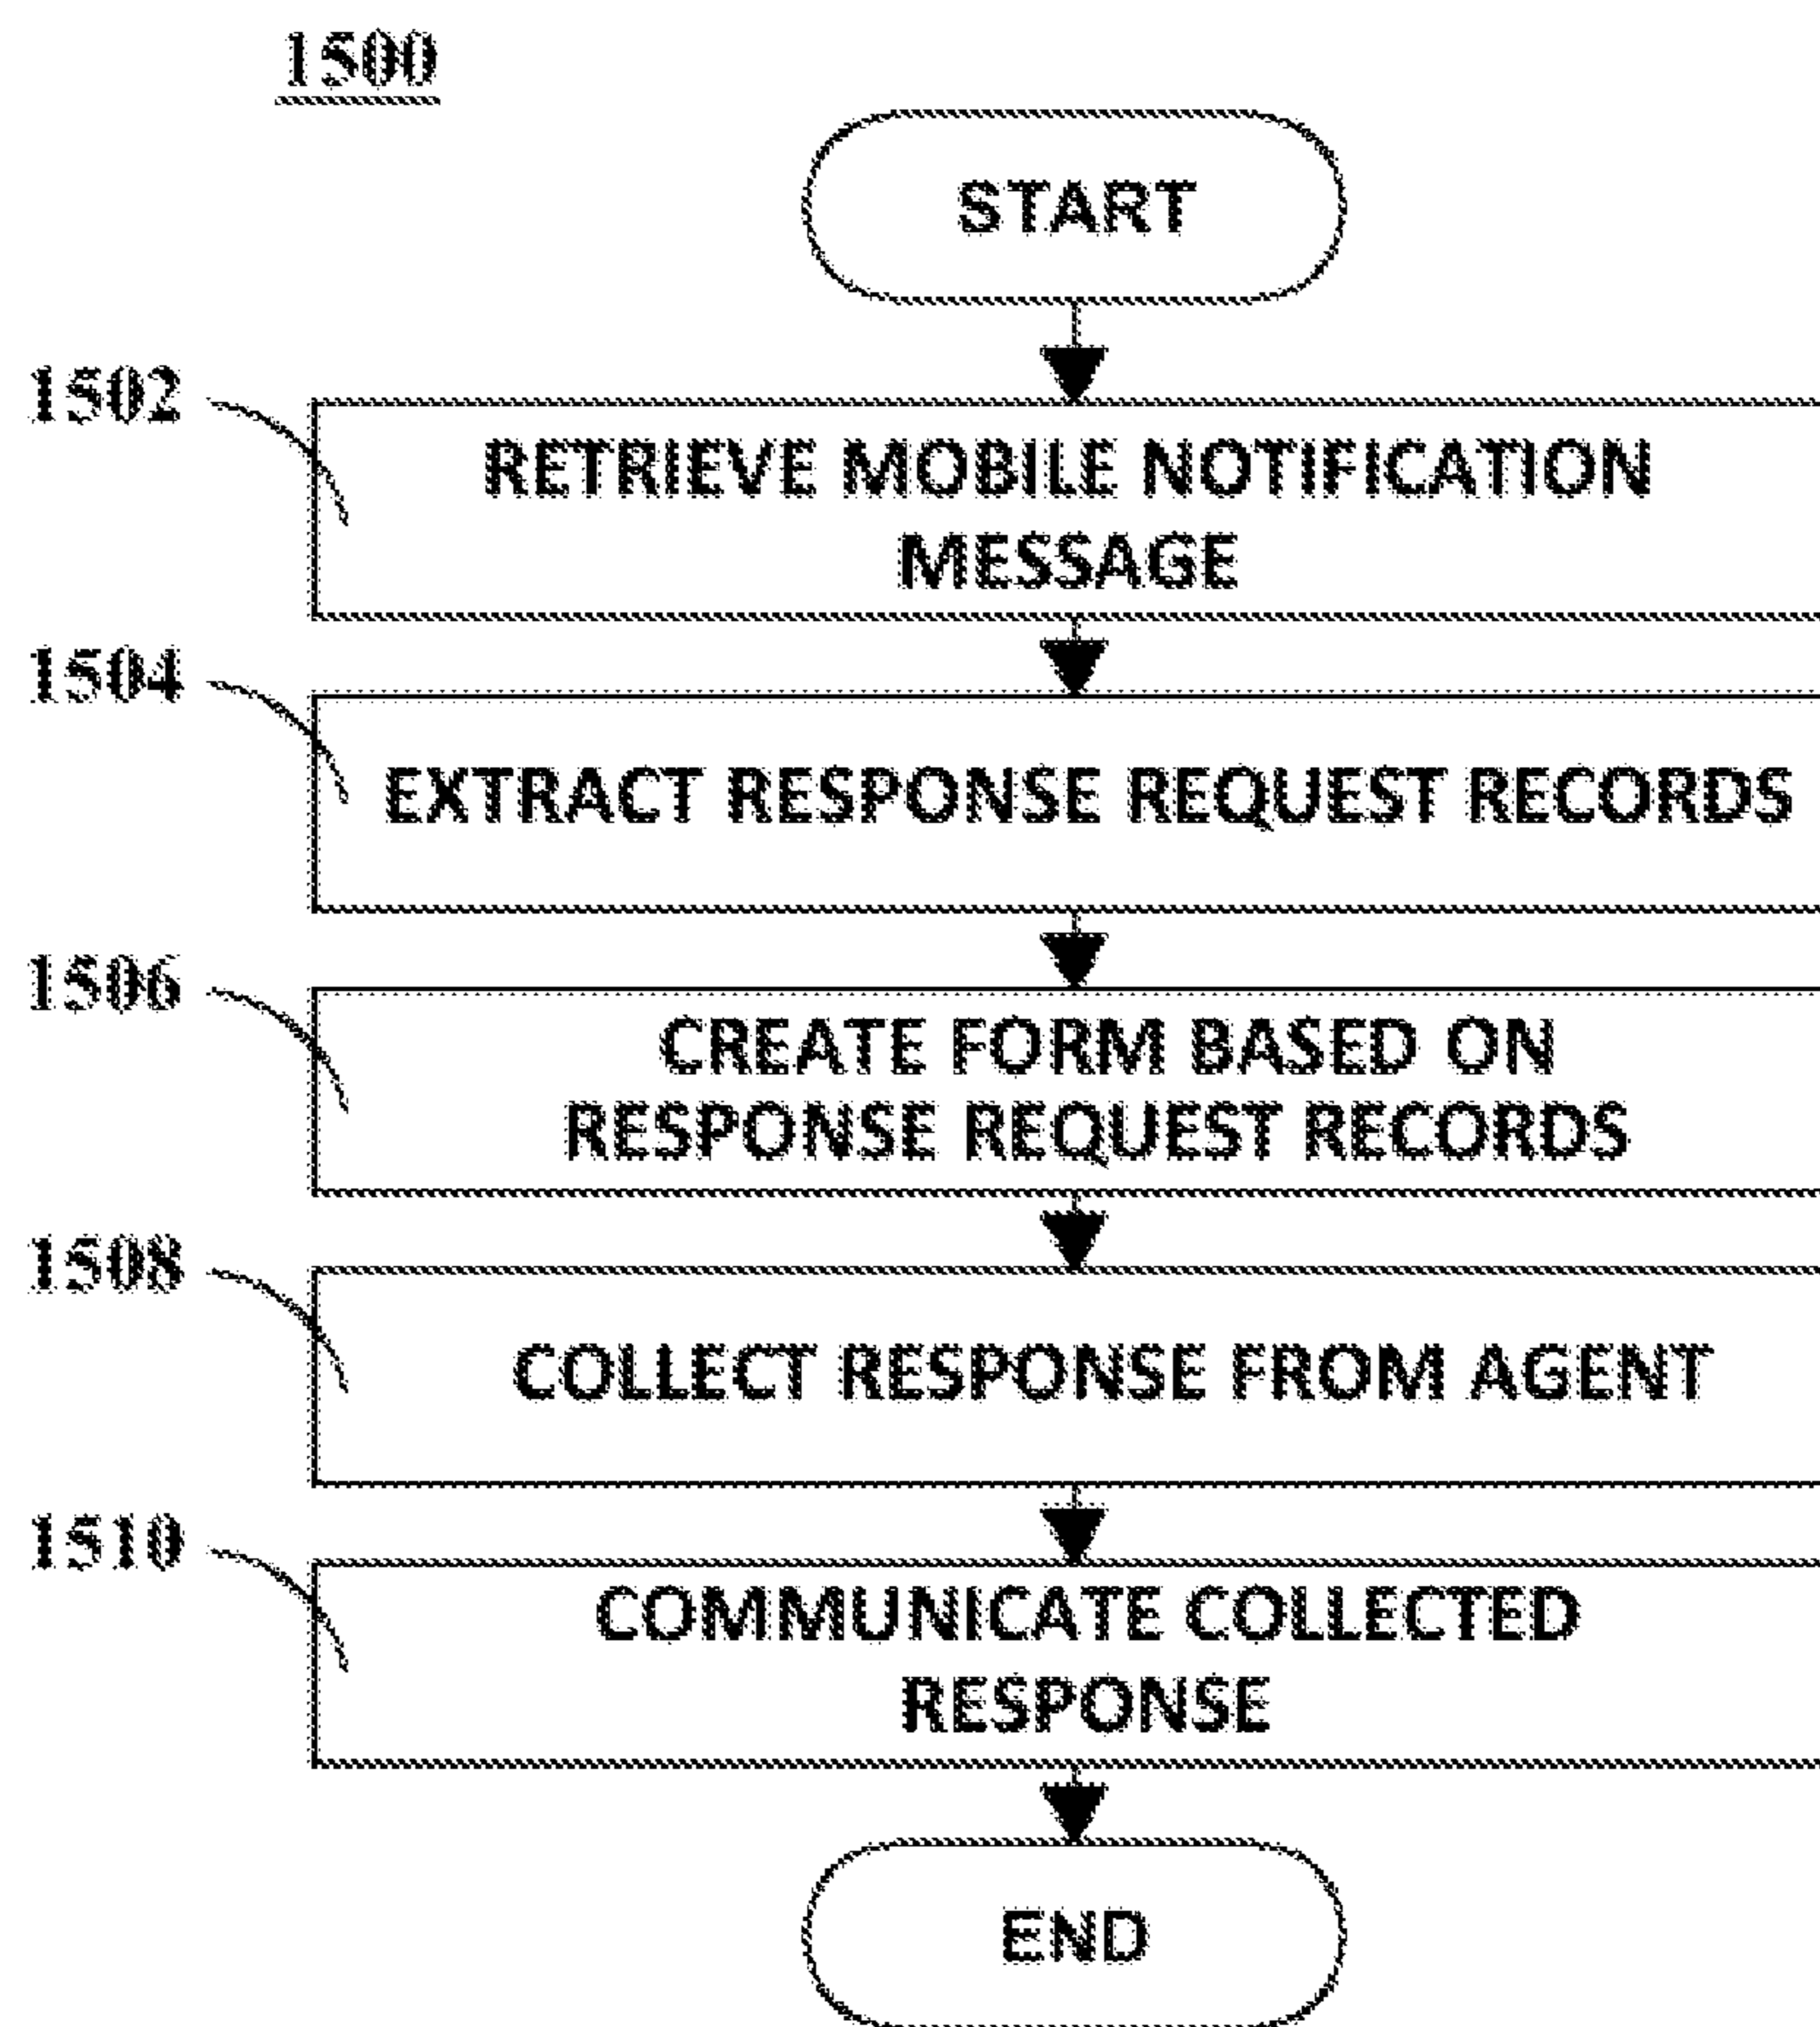 1500
START
1502
RETRIEVE MOBILE NOTIFICATION
MESSAGE
1504
EXTRACT RESPONSE REQUEST RECORDS
1506
CREATE FORM BASED ON
RESPONSE REQUEST RECORDS
1508
COLLECT RESPONSE FROM AGENT
1510
COMMUNICATE COLLECTED
RESPONSE
END